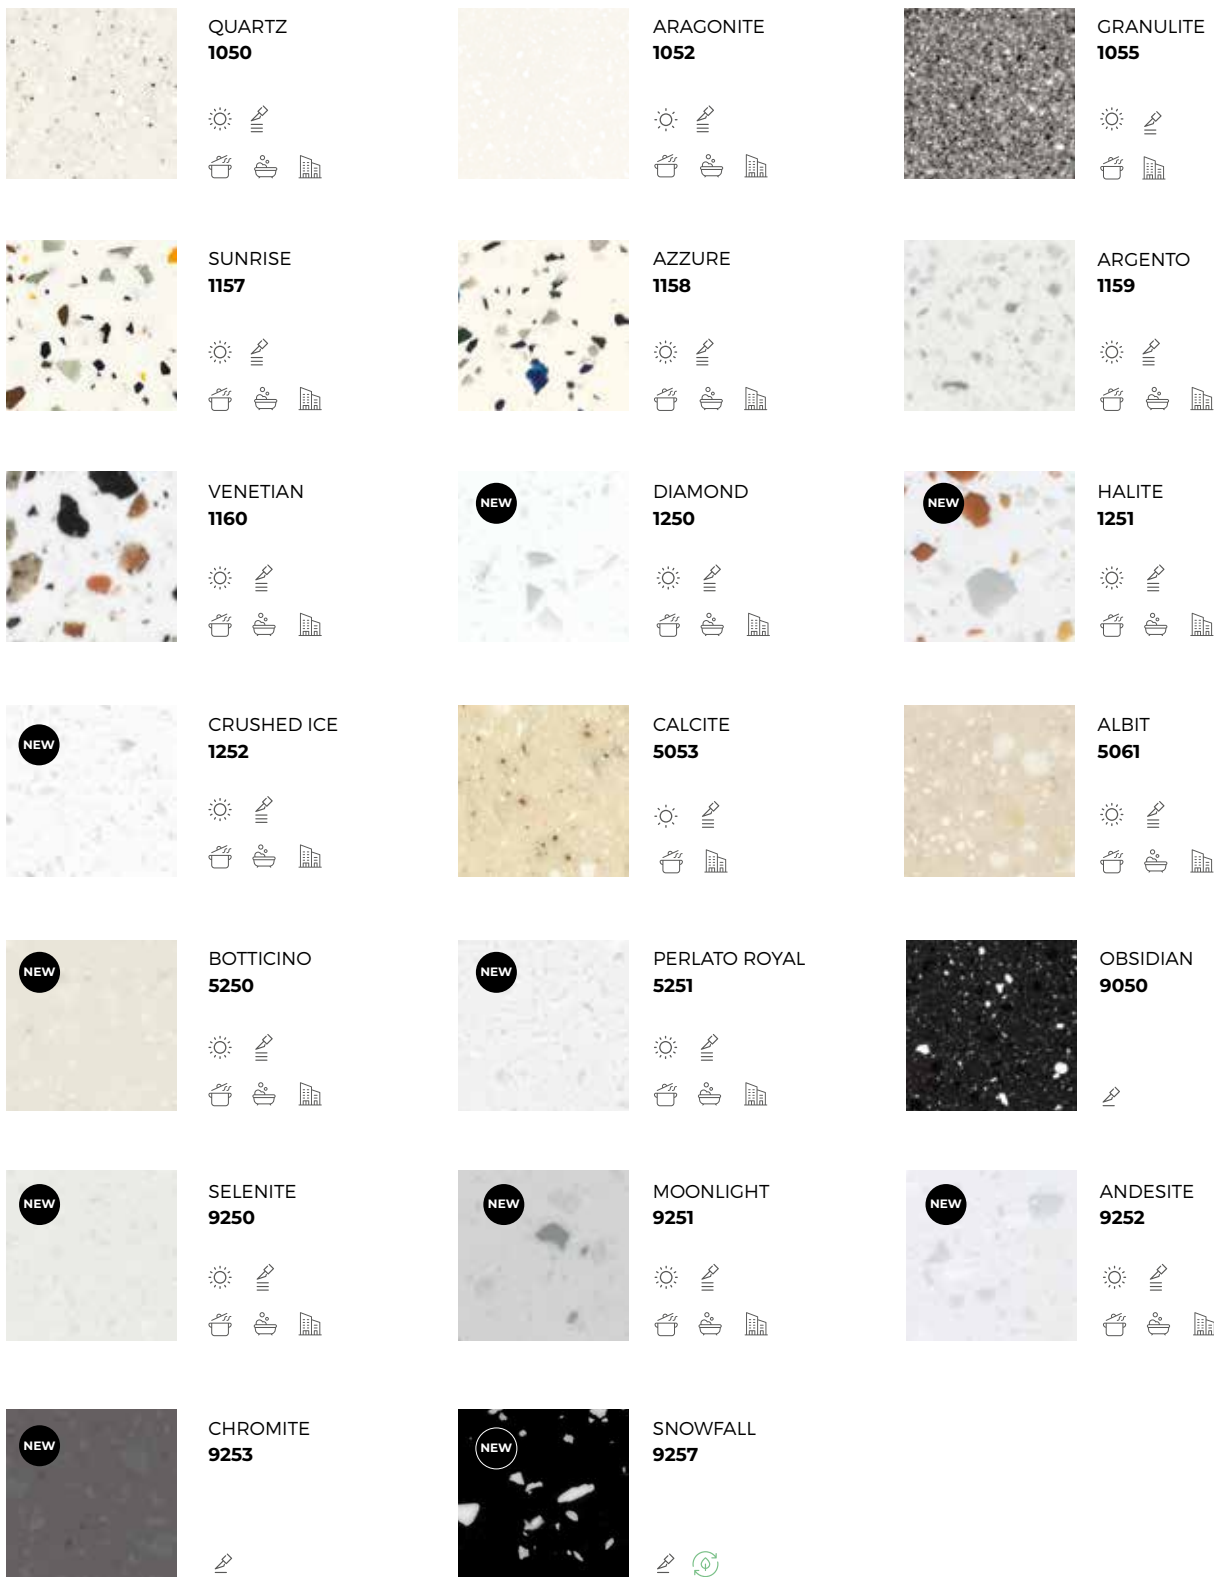 QUARTZ
1050
ARAGONITE
1052
GRANULITE
1055
SUNRISE
1157
AZZURE
1158
ARGENTO
1159
VENETIAN
1160
NEW
DIAMOND
1250
NEW
HALITE
1251
NEW
CRUSHED ICE
1252
CALCITE
5053
ALBIT
5061
NEW
BOTTICINO
5250
NEW
PERLATO ROYAL
5251
OBSIDIAN
9050
NEW
SELENITE
9250
NEW
MOONLIGHT
9251
NEW
ANDESITE
9252
NEW
CHROMITE
9253
NEW
SNOWFALL
9257